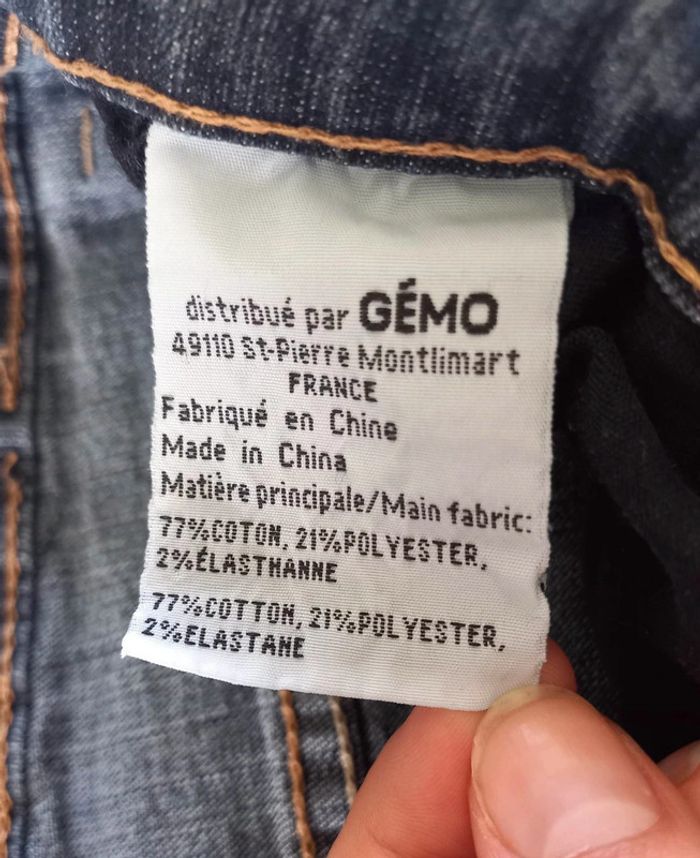 distribué par GÉMO
49110 St-Pierre Montlimart
FRANCE
Fabriqué en Chine
Made in China
Matière principale/Main fabric:
77%COTON, 21%POLYESTER,
2%ÉLASTHANNE
77%COTTON, 21%POLYESTER,
2%ELASTANE